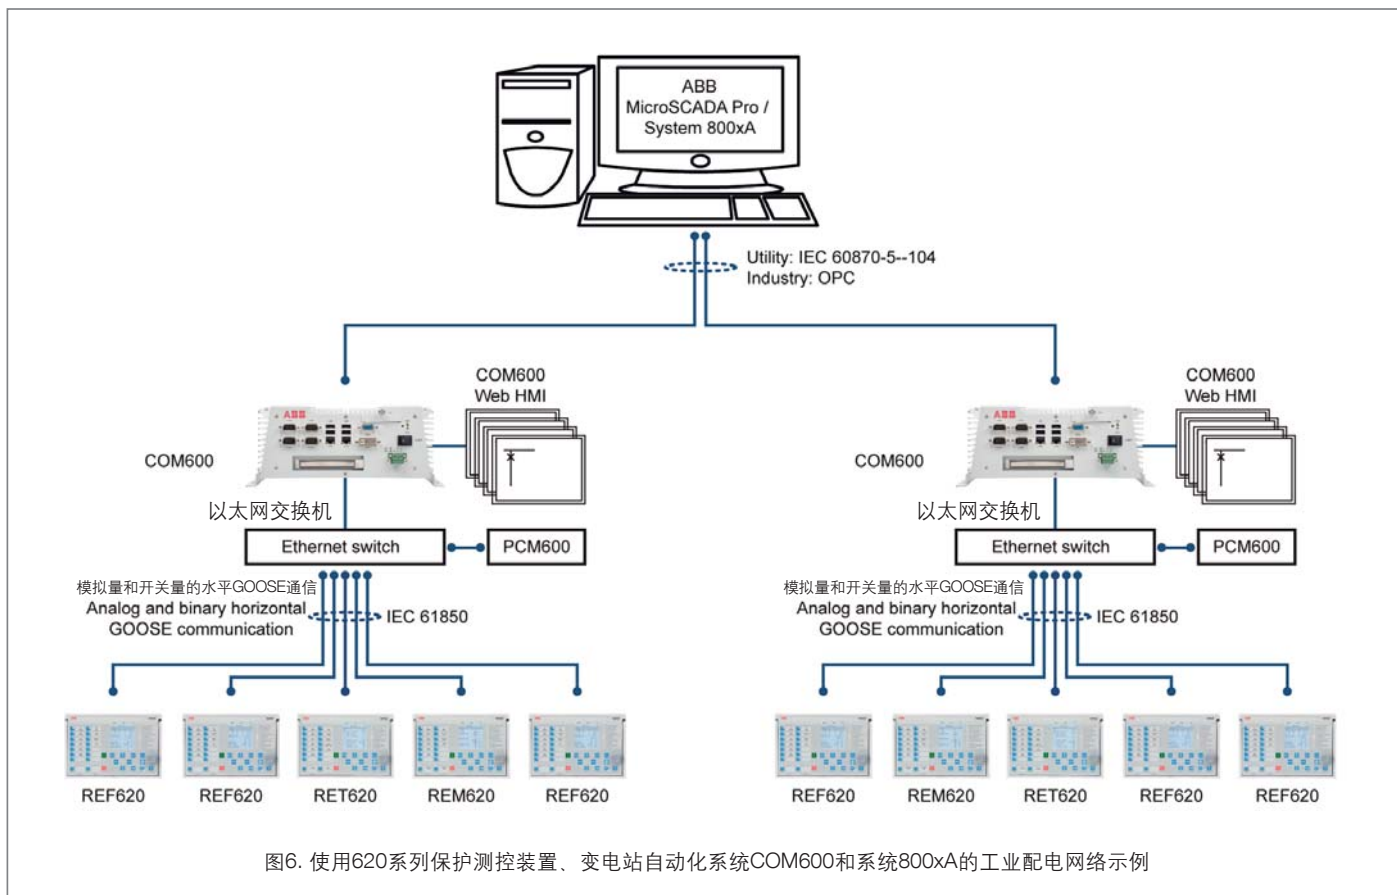 ABB
MicroSCADA Pro /
System 800xA
Utility: IEC 60870-5--104
Industry: OPC
COM600
Web HMI
ABB
COM600
以太网交换机
Ethernet switch
PCM600
模拟量和开关量的水平GOOSE通信
Analog and binary horizontal
GOOSE communication
IEC 61850
REF620
REF620
RET620
REM620
REF620
COM600
Web HMI
ABB
COM600
以太网交换机
Ethernet switch
PCM600
模拟量和开关量的水平GOOSE通信
Analog and binary horizontal
GOOSE communication
IEC 61850
REF620
REM620
RET620
REF620
REF620
图6. 使用620系列保护测控装置、变电站自动化系统COM600和系统800xA的工业配电网络示例